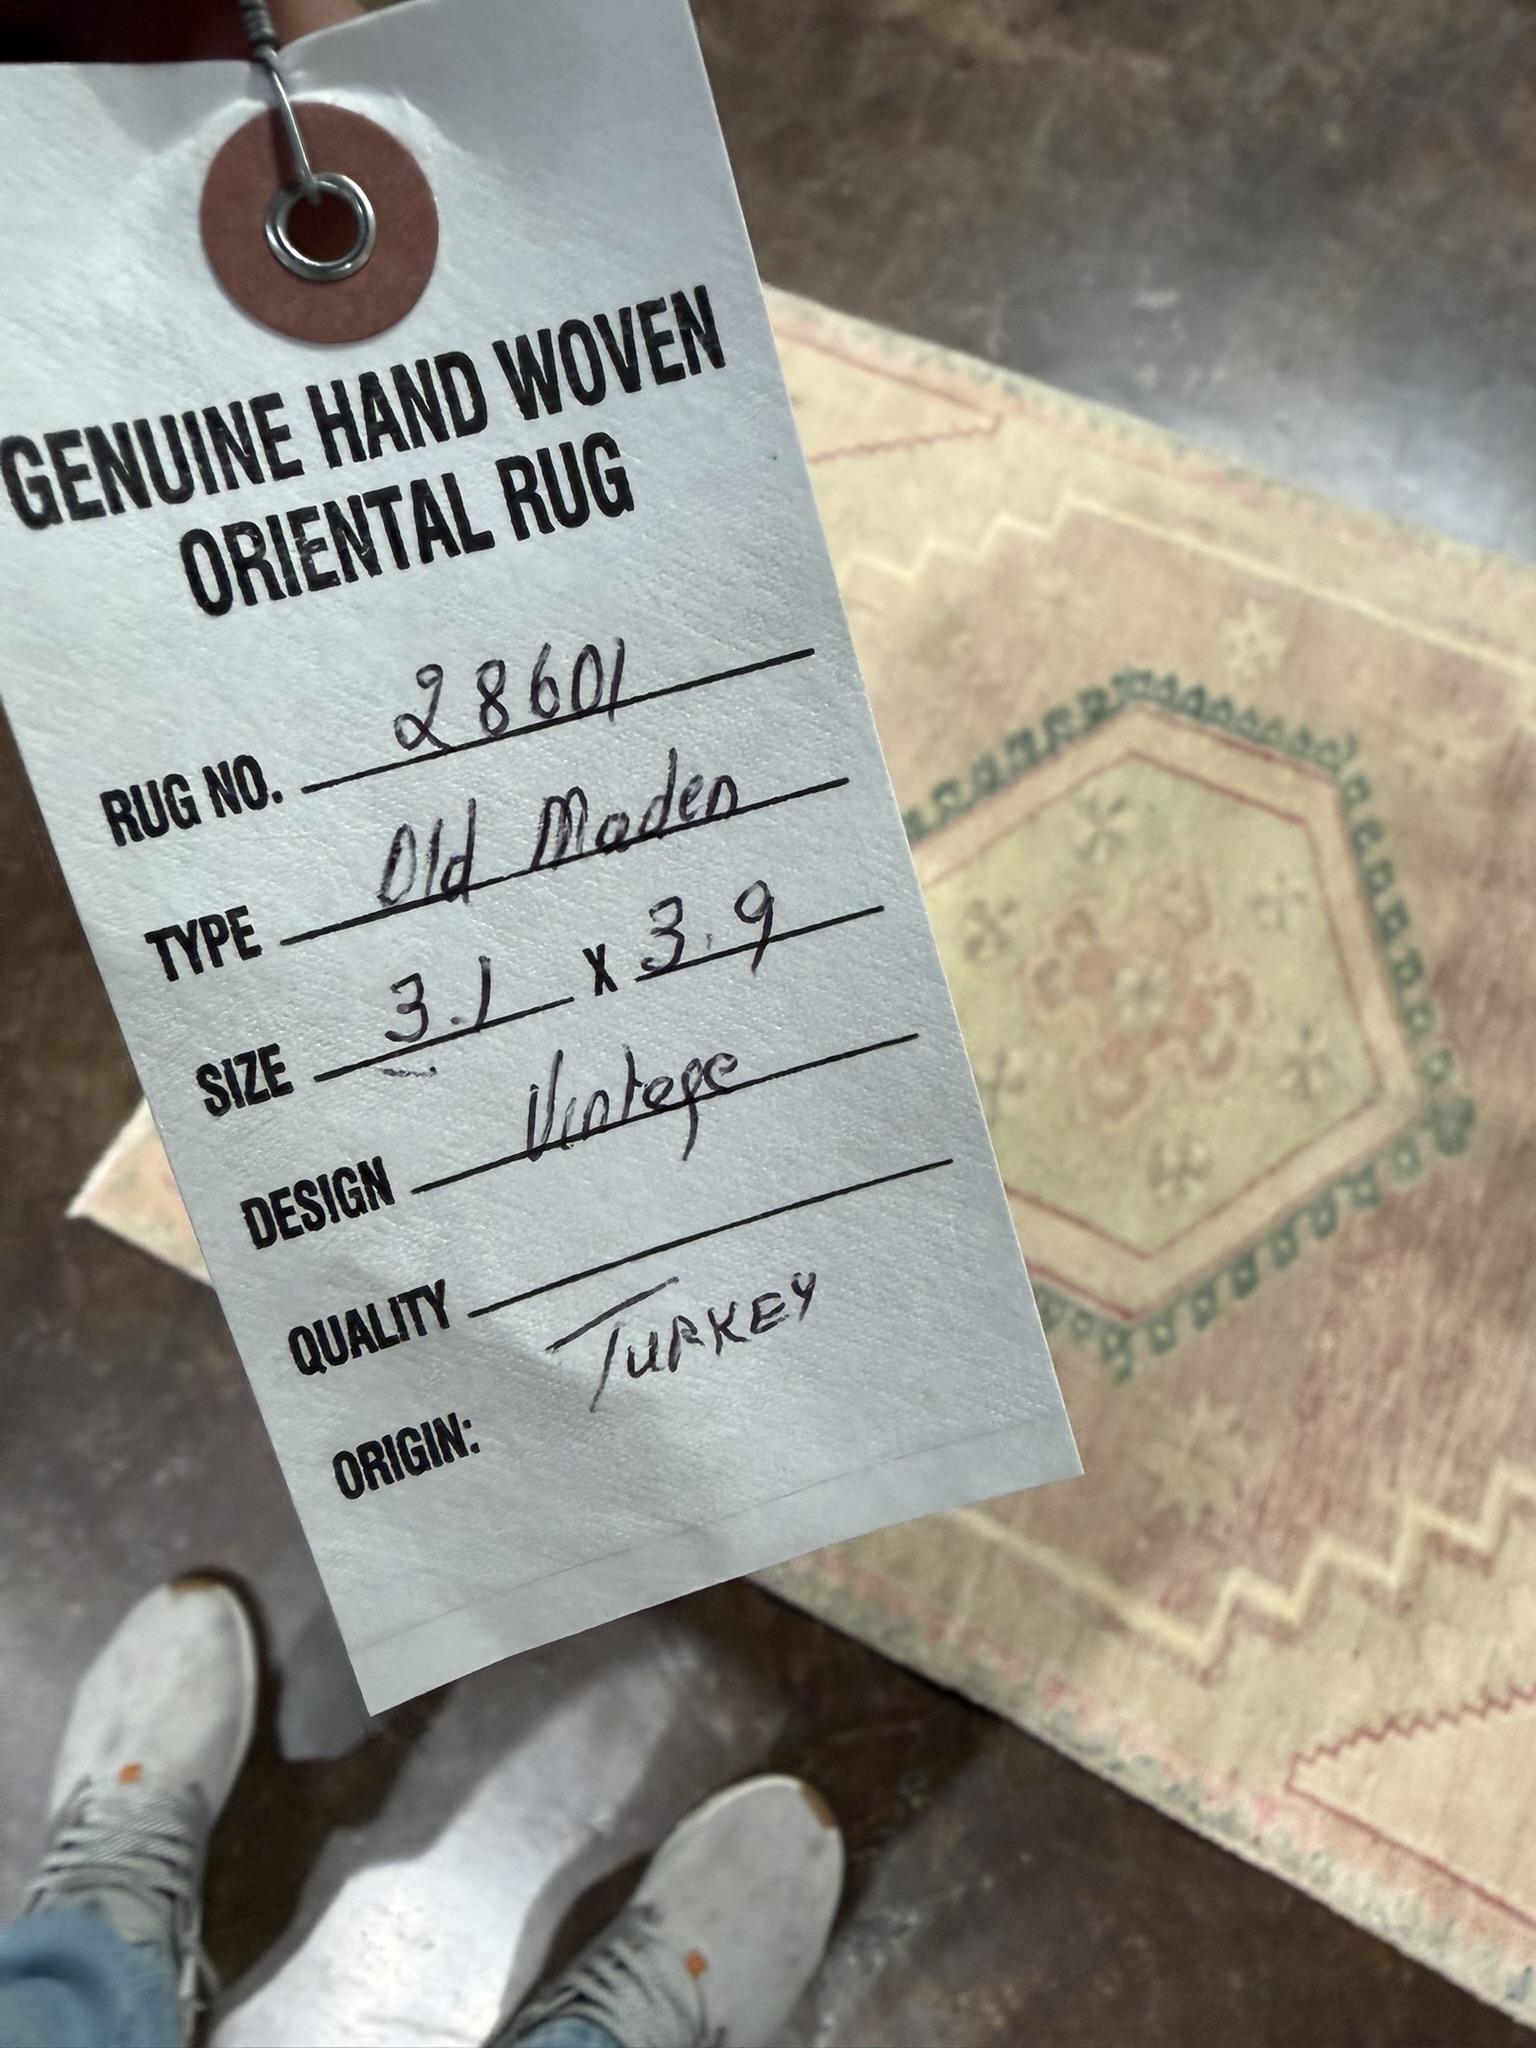 GENUINE HAND WOVEN
ORIENTAL RUG
RUG NO. 28601
TYPE Old Maden
SIZE 3.1 X 3.9
DESIGN Vintage
QUALITY
ORIGIN: TURKEY